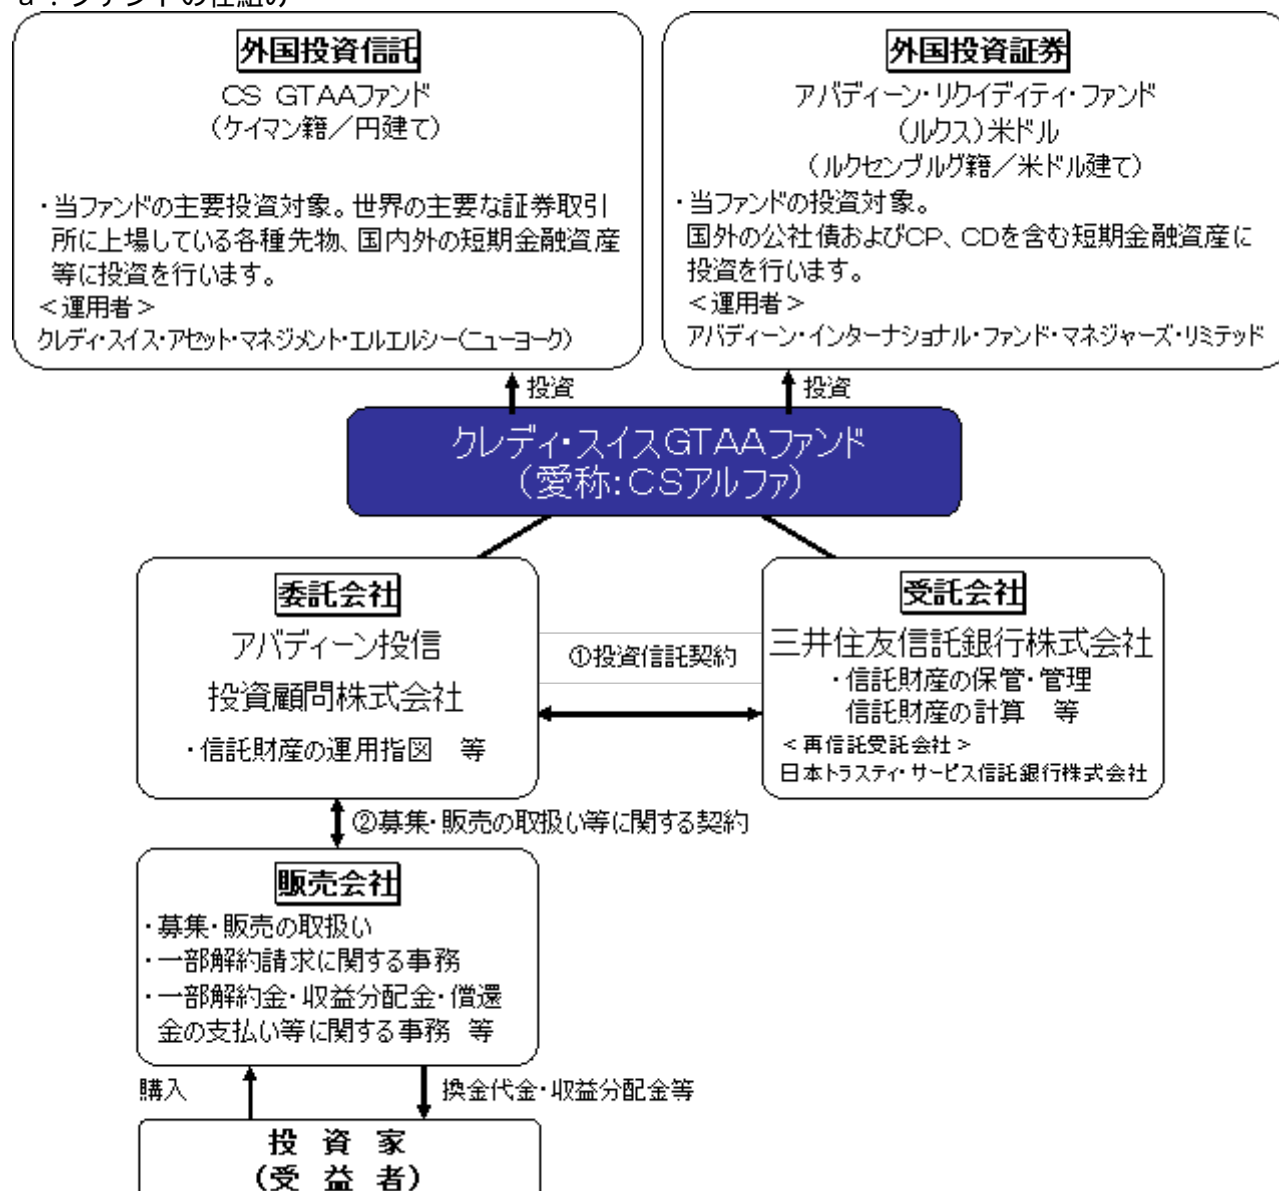 a．ファンドの仕組み
外国投資信託
ＣＳ ＧＴＡＡファンド
（ケイマン籍／円建て）
・当ファンドの主要投資対象。世界の主要な証券取引
所に上場している各種先物、国内外の短期金融資産
等に投資を行います。
＜運用者＞
クレディ・スイス・アセット・マネジメント・エルエルシー（ニューヨーク）
外国投資証券
アバディーン・リクイディティ・ファンド
（ルクス）米ドル
（ルクセンブルグ籍／米ドル建て）
・当ファンドの投資対象。
国外の公社債およびCP、CDを含む短期金融資産に
投資を行います。
＜運用者＞
アバディーン・インターナショナル・ファンド・マネジャーズ・リミテッド
投資
投資
クレディ・スイスＧＴＡＡファンド
（愛称：ＣＳアルファ）
委託会社
アバディーン投信
投資顧問株式会社
・信託財産の運用指図　等
①投資信託契約
受託会社
三井住友信託銀行株式会社
・信託財産の保管・管理
信託財産の計算　等
＜再信託受託会社＞
日本トラスティ・サービス信託銀行株式会社
②募集・販売の取扱い等に関する契約
販売会社
・募集・販売の取扱い
・一部解約請求に関する事務
・一部解約金・収益分配金・償還
金の支払い等に関する事務　等
購入
換金代金・収益分配金等
投　資　家
（受　益　者）